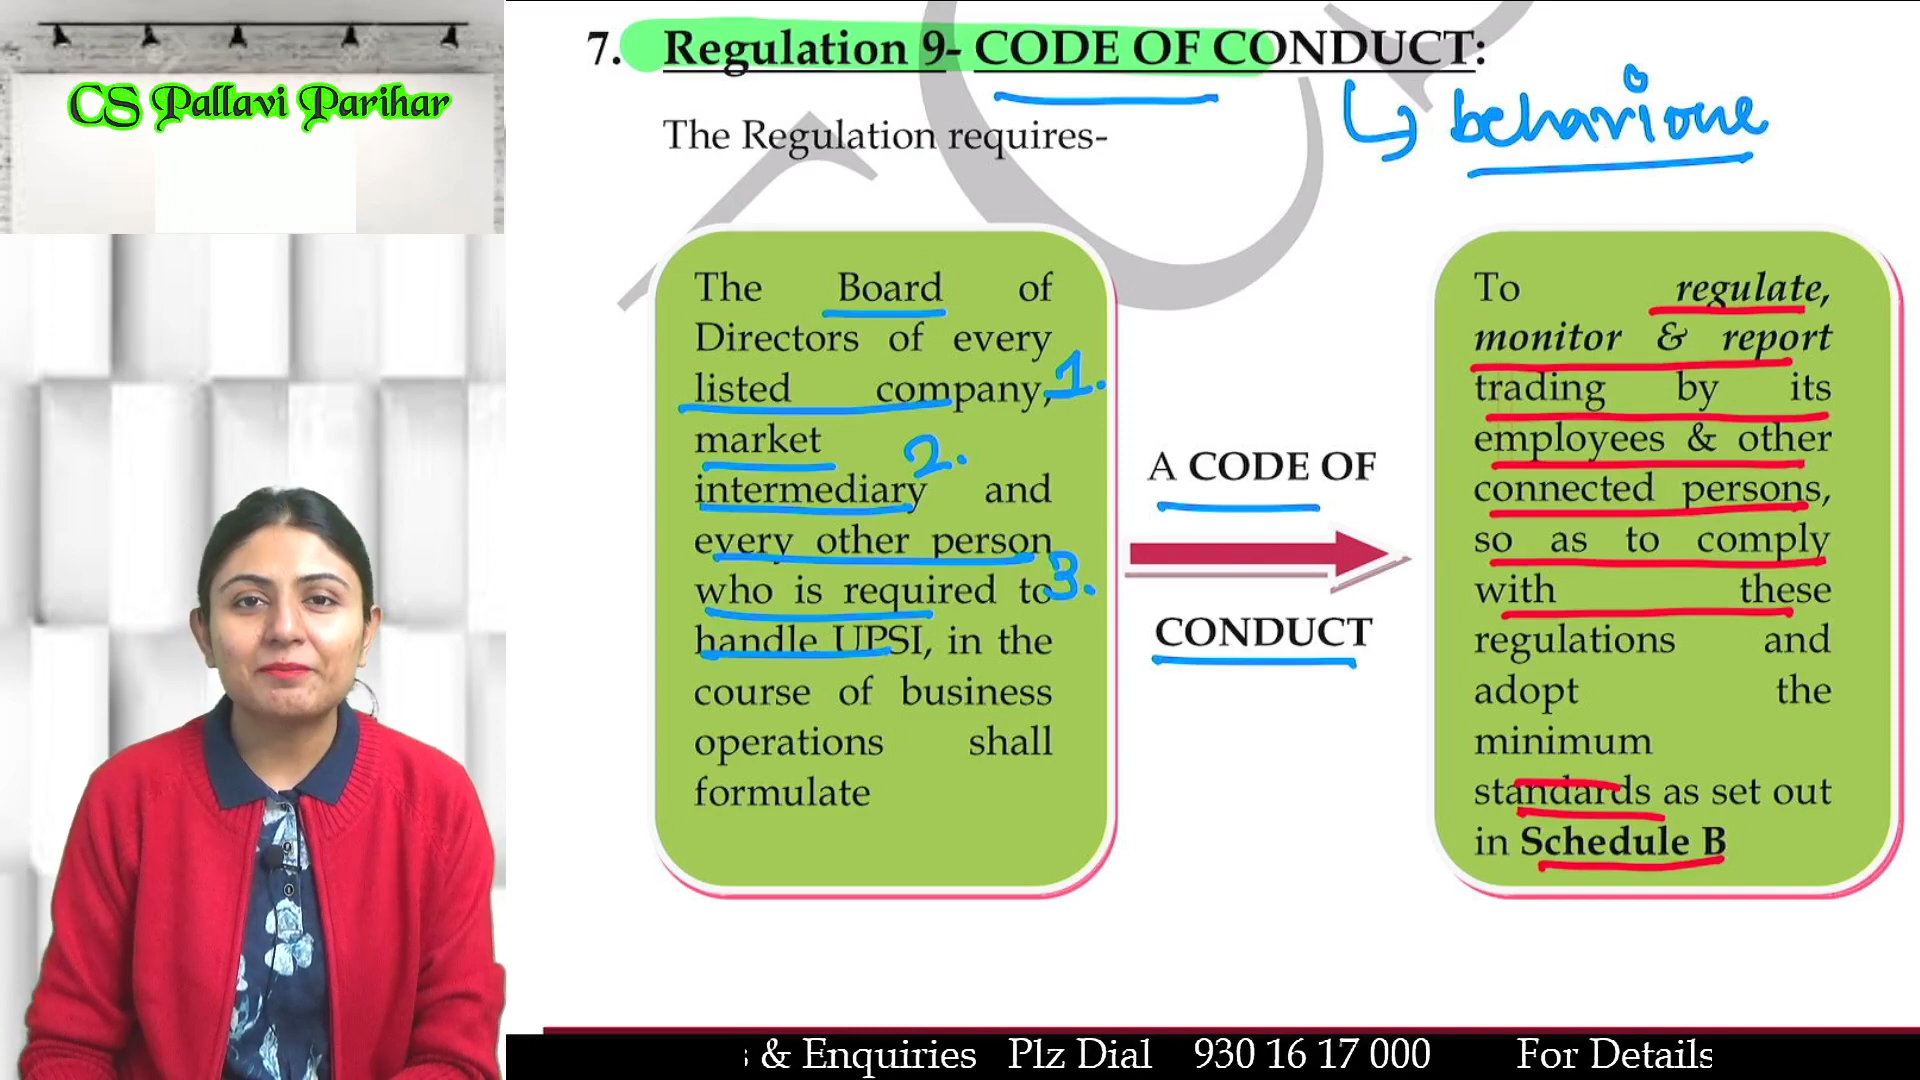 CS Pallavi Parihar
7. Regulation 9- CODE OF CONDUCT:
behaviour
The Regulation requires-
The Board of
Directors of every
listed company, 1.
market
intermediary 2. and
every other person
who is required to 3.
handle UPSI, in the
course of business
operations shall
formulate
A CODE OF
CONDUCT
To regulate,
monitor & report
trading by its
employees & other
connected persons,
so as to comply
with these
regulations and
adopt the
minimum
standards as set out
in Schedule B
& Enquiries Plz Dial 930 16 17 000 For Details